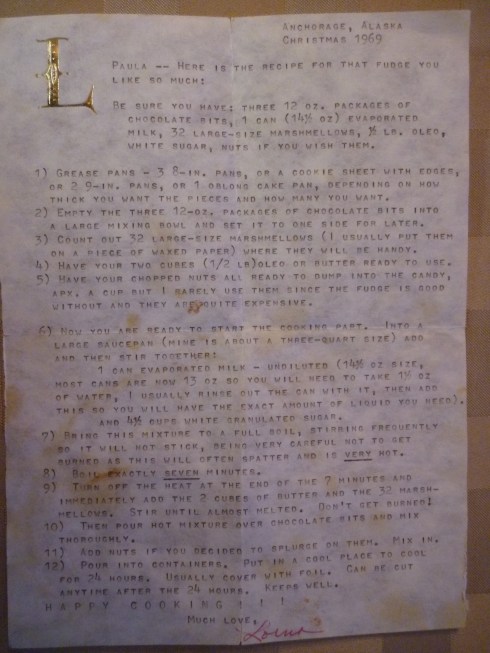 Anchorage, Alaska
Christmas 1969
L
Paula -- Here is the recipe for that fudge you
like so much:
Be sure you have: three 12 oz. packages of
chocolate bits, 1 can (14½ oz) evaporated
milk, 32 large-size marshmellows, ½ lb. oleo,
white sugar, nuts if you wish them.
1) Grease pans - 3 8-in. pans, or a cookie sheet with edges,
or 2 9-in. pans, or 1 oblong cake pan, depending on how
thick you want the pieces and how many you want.
2) Empty the three 12-oz. packages of chocolate bits into
a large mixing bowl and set it to one side for later.
3) Count out 32 large-size marshmellows (I usually put them
on a piece of waxed paper) where they will be handy.
4) Have your two cubes (1/2 lb)oleo or butter ready to use.
5) Have your chopped nuts all ready to dump into the candy,
apx. a cup but I rarely use them since the fudge is good
without and they are quite expensive.
6) Now you are ready to start the cooking part. Into a
large saucepan (mine is about a three-quart size) add
and then stir together:
1 can evaporated milk - undiluted (14½ oz size,
most cans are now 13 oz so you will need to take 1½ oz
of water, I usually rinse out the can with it, then add
this so you will have the exact amount of liquid you need).
and 4½ cups white granulated sugar.
7) Bring this mixture to a full boil, stirring frequently
so it will not stick, being very careful not to get
burned as this will often spatter and is very hot.
8) Boil exactly seven minutes.
9) Turn off the heat at the end of the 7 minutes and
immediately add the 2 cubes of butter and the 32 marsh-
mellows. Stir until almost melted. Don't get burned!
10) Then pour hot mixture over chocolate bits and mix
thoroughly.
11) Add nuts if you decided to splurge on them. Mix in.
12) Pour into containers. Put in a cool place to cool
for 24 hours. Usually cover with foil. Can be cut
anytime after the 24 hours. Keeps well.
H A P P Y  C O O K I N G ! ! !
Much love,
Lorna